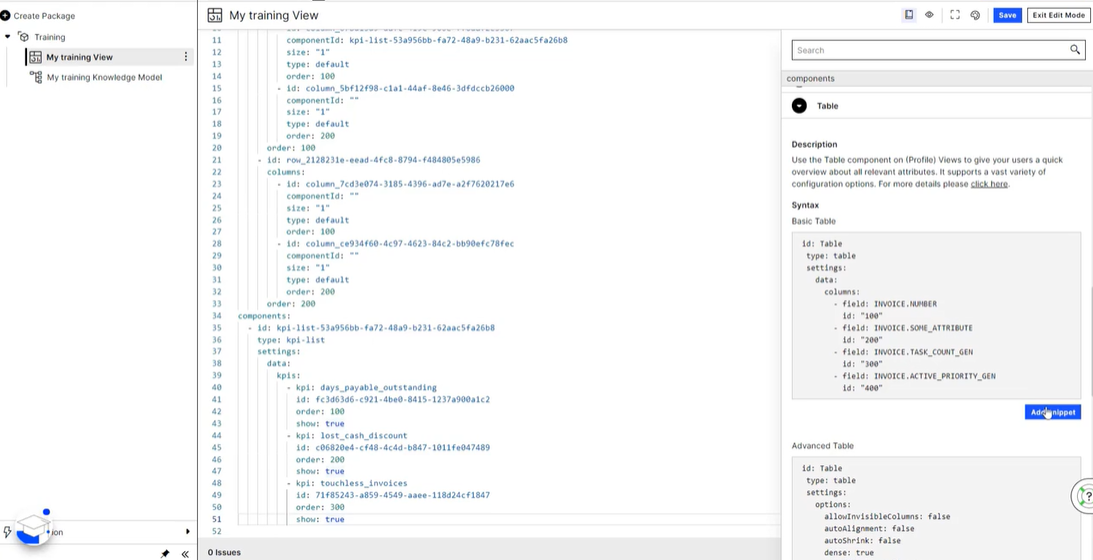 Create Package
Training
My training View
My training Knowledge Model
ion
My training View
Save
Exit Edit Mode
11 componentId: kpi-list-53a956bb-fa72-48a9-b231-62aac5fa26b8
12 size: "1"
13 type: default
14 order: 100
15 - id: column_5bf12f98-c1a1-44af-8e46-3dfdccb26000
16 componentId: ""
17 size: "1"
18 type: default
19 order: 200
20 order: 100
21 - id: row_2128231e-eead-4fc8-8794-f484805e5986
22 columns:
23 - id: column_7cd3e074-3185-4396-ad7e-a2f7620217e6
24 componentId: ""
25 size: "1"
26 type: default
27 order: 100
28 - id: column_ce934f60-4c97-4623-84c2-bb90efc78fec
29 componentId: ""
30 size: "1"
31 type: default
32 order: 200
33 order: 200
34 components:
35 - id: kpi-list-53a956bb-fa72-48a9-b231-62aac5fa26b8
36 type: kpi-list
37 settings:
38 data:
39 kpis:
40 - kpi: days_payable_outstanding
41 id: fc3d63d6-c921-4be0-8415-1237a900a1c2
42 order: 100
43 show: true
44 - kpi: lost_cash_discount
45 id: c06820e4-cf48-4c4d-b847-1011fe047489
46 order: 200
47 show: true
48 - kpi: touchless_invoices
49 id: 71f85243-a859-4549-aaee-118d24cf1847
50 order: 300
51 show: true
52
0 Issues
Search
components
Table
Description
Use the Table component on (Profile) Views to give your users a quick
overview about all relevant attributes. It supports a vast variety of
configuration options. For more details please click here.
Syntax
Basic Table
id: Table
type: table
settings:
data:
columns:
- field: INVOICE.NUMBER
id: "100"
- field: INVOICE.SOME_ATTRIBUTE
id: "200"
- field: INVOICE.TASK_COUNT_GEN
id: "300"
- field: INVOICE.ACTIVE_PRIORITY_GEN
id: "400"
Add snippet
Advanced Table
id: Table
type: table
settings:
options:
allowInvisibleColumns: false
autoAlignment: false
autoShrink: false
dense: true
?